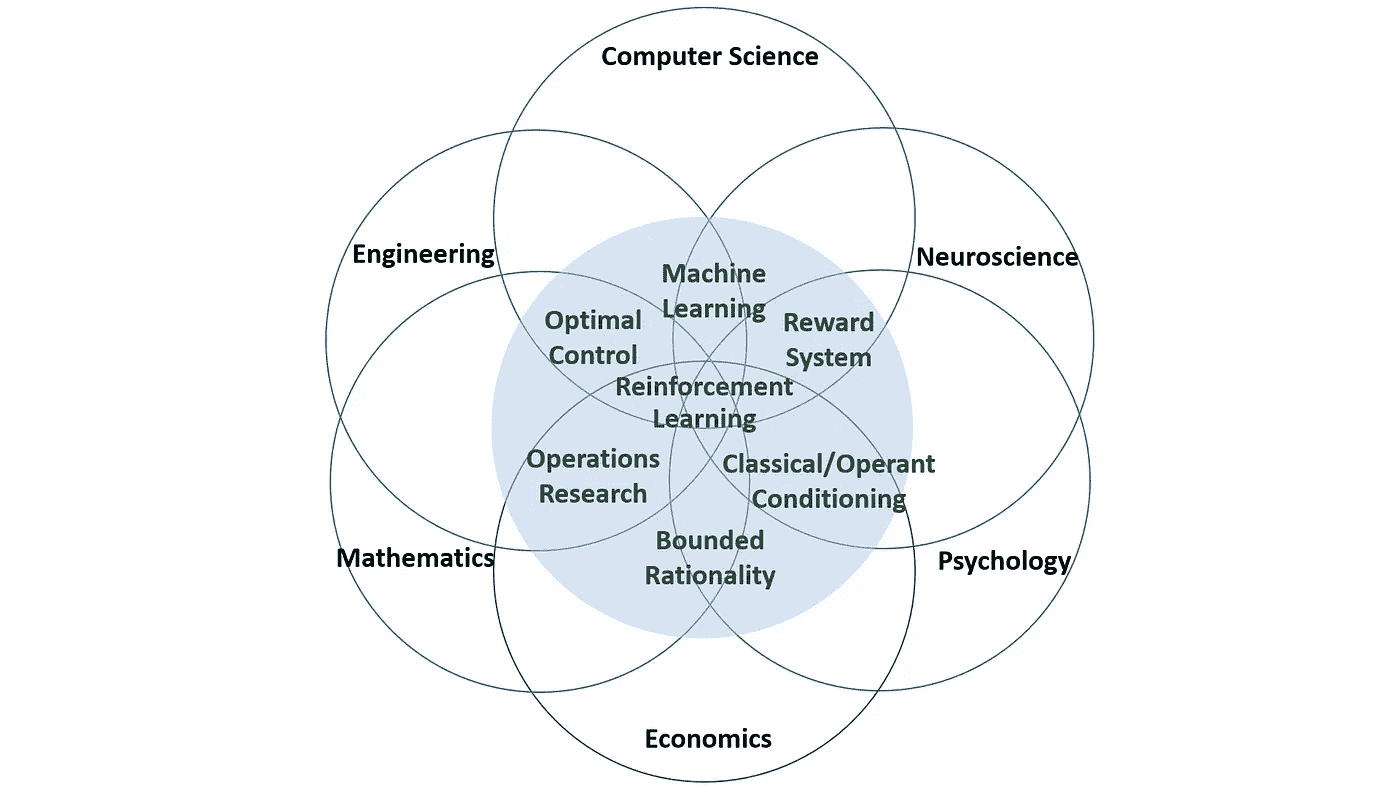 Computer Science
Engineering
Neuroscience
Machine
Learning
Optimal
Control
Reward
System
Reinforcement
Learning
Operations
Research
Classical/Operant
Conditioning
Bounded
Rationality
Mathematics
Psychology
Economics